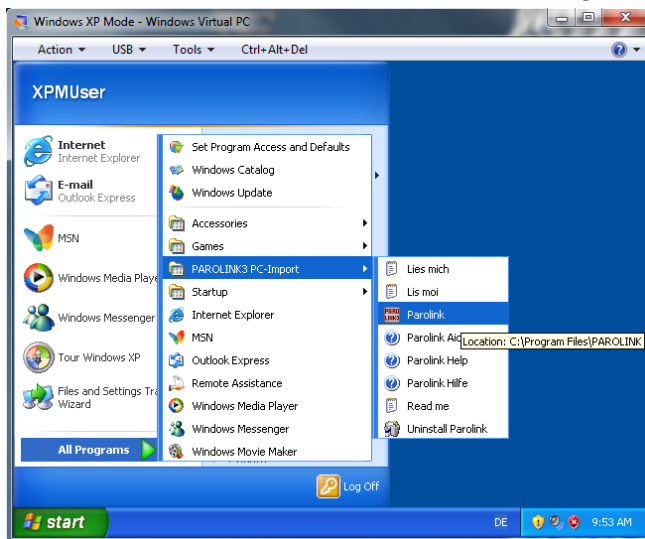 Windows XP Mode - Windows Virtual PC
Action USB Tools Ctrl+Alt+Del
XPMUser
Internet
Internet Explorer
E-mail
Outlook Express
MSN
Windows Media Playe
Windows Messenger
Tour Windows XP
Files and Settings Tra
Wizard
All Programs
Set Program Access and Defaults
Windows Catalog
Windows Update
Accessories
Games
PAROLINK3 PC-Import
Startup
Internet Explorer
MSN
Outlook Express
Remote Assistance
Windows Media Player
Windows Messenger
Windows Movie Maker
Lies mich
Lis moi
PARO
LINK3
Parolink
Parolink Aid
Location: C:\Program Files\PAROLINK
Parolink Help
Parolink Hilfe
Read me
Uninstall Parolink
Log Off
start
DE
9:53 AM